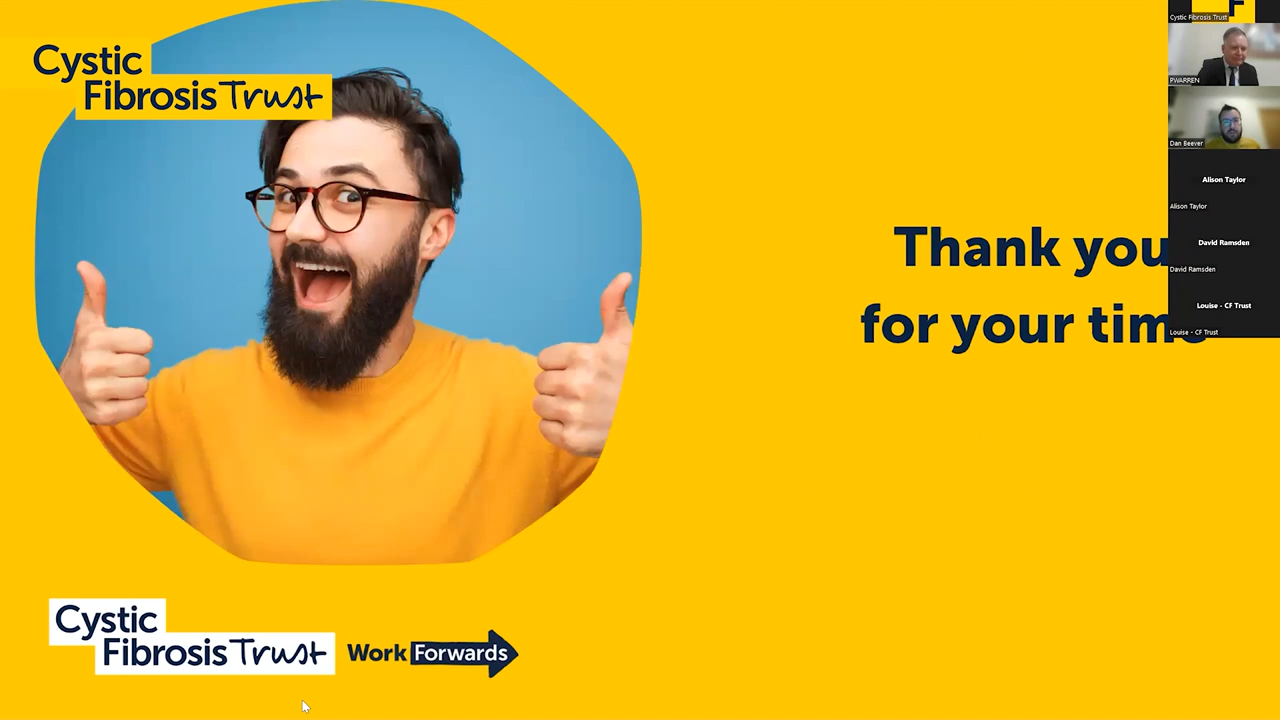 Cystic
Fibrosis Trust
Thank you
for your time
Cystic
Fibrosis Trust
Work Forwards
Cystic Fibrosis Trust
F
PWARREN
Dan Beever
Alison Taylor
Alison Taylor
David Ramsden
David Ramsden
Louise - CF Trust
Louise - CF Trust